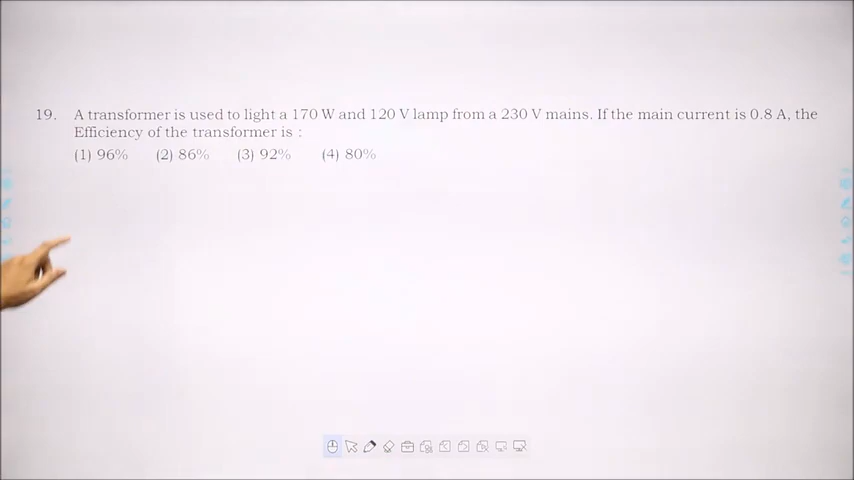 19. A transformer is used to light a 170 W and 120 V lamp from a 230 V mains. If the main current is 0.8 A, the
Efficiency of the transformer is :
(1) 96% (2) 86% (3) 92% (4) 80%